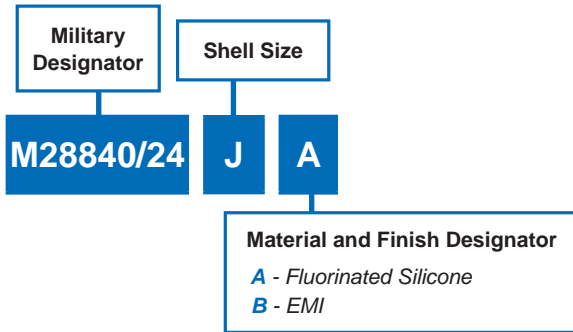 Military
Designator
Shell Size
M28840/24 J A
Material and Finish Designator
A - Fluorinated Silicone
B - EMI